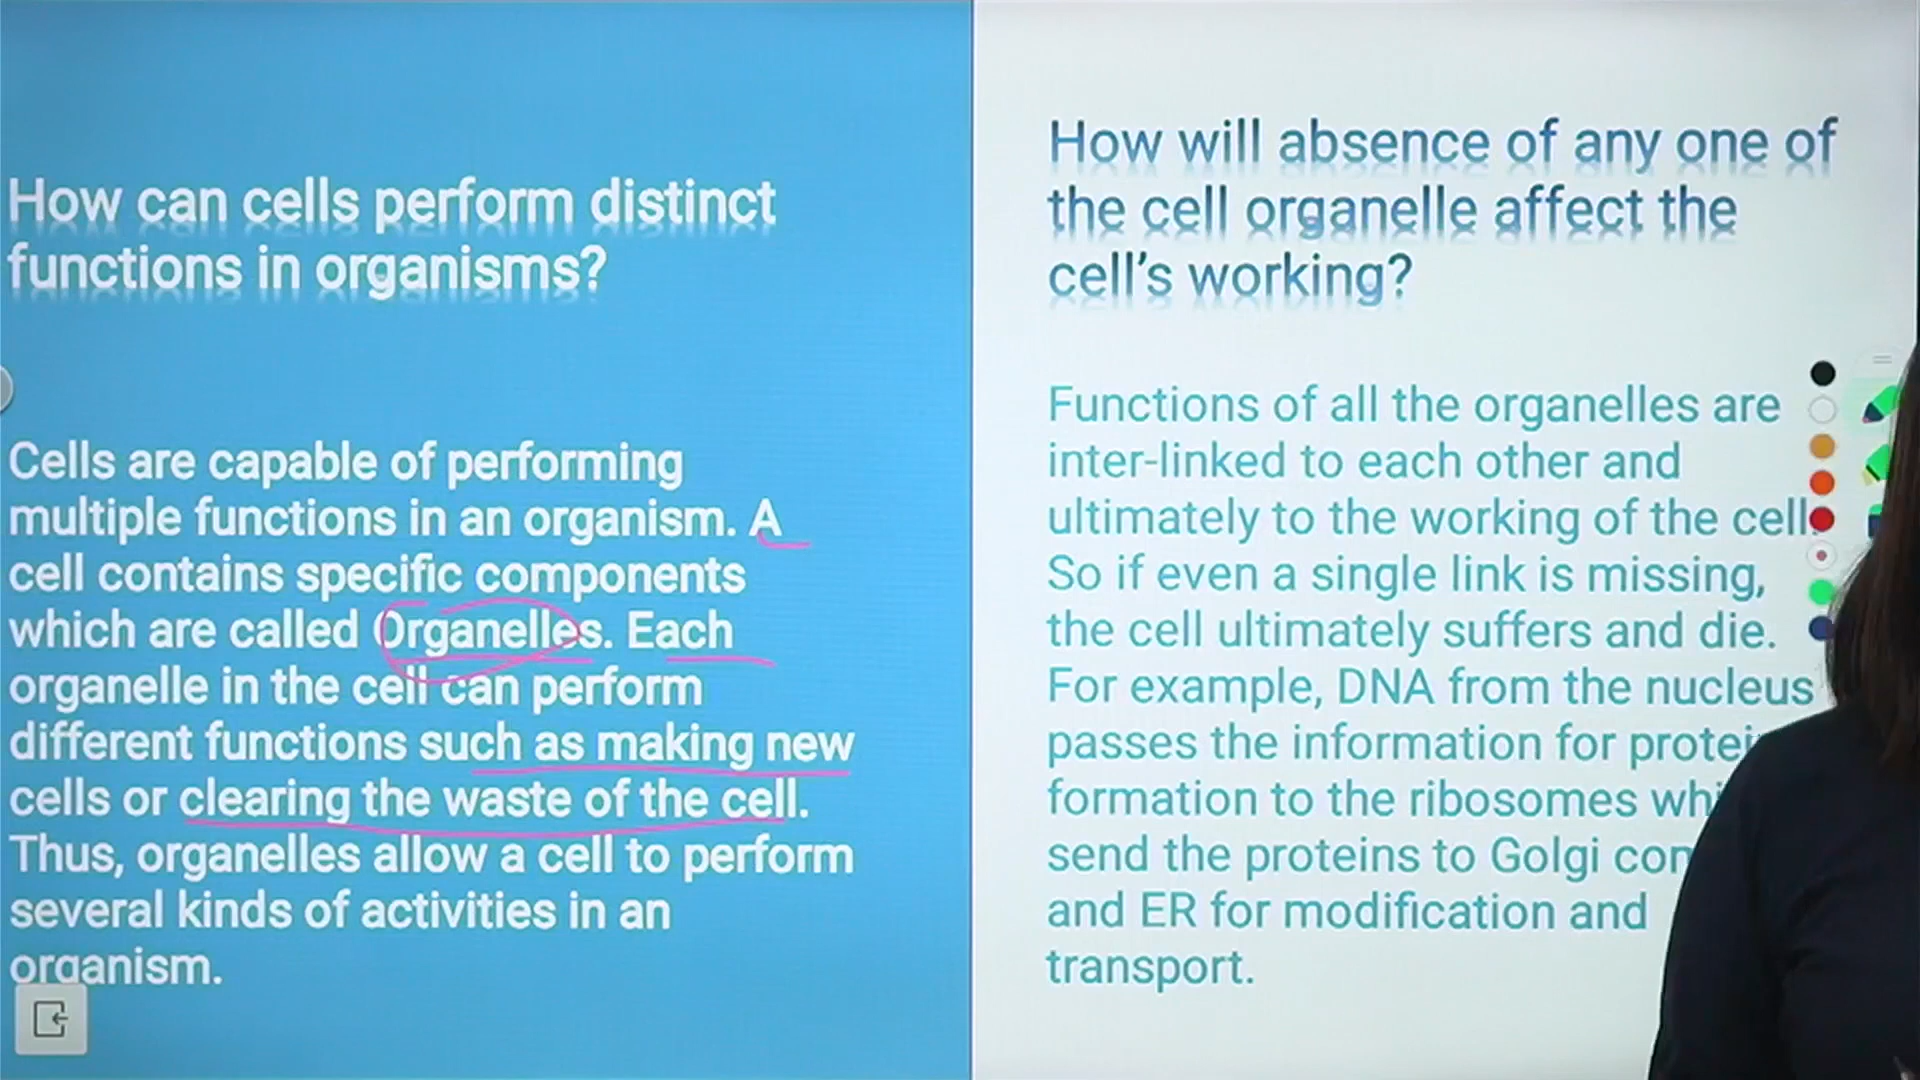 How can cells perform distinct
functions in organisms?
Cells are capable of performing
multiple functions in an organism. A
cell contains specific components
which are called Organelles. Each
organelle in the cell can perform
different functions such as making new
cells or clearing the waste of the cell.
Thus, organelles allow a cell to perform
several kinds of activities in an
organism.
How will absence of any one of
the cell organelle affect the
cell's working?
Functions of all the organelles are
inter-linked to each other and
ultimately to the working of the cell.
So if even a single link is missing,
the cell ultimately suffers and die.
For example, DNA from the nucleus
passes the information for
formation to the ribosomes
send the proteins to Golgi
and ER for modification and
transport.